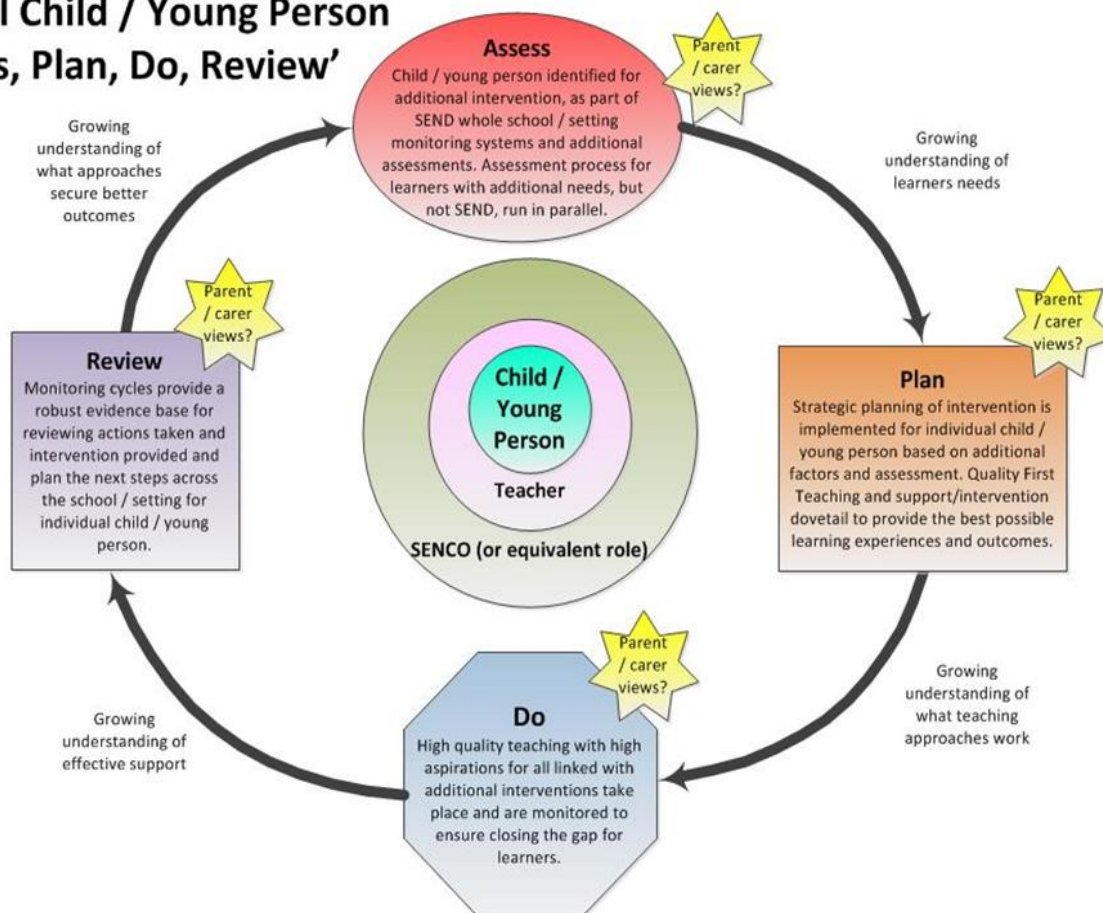 l Child / Young Person
s, Plan, Do, Review’
Assess
Child / young person identified for
additional intervention, as part of
SEND whole school / setting
monitoring systems and additional
assessments. Assessment process for
learners with additional needs, but
not SEND, run in parallel.
Parent
/ carer
views?
Growing
understanding of
what approaches
secure better
outcomes
Growing
understanding of
learners needs
Parent
/ carer
views?
Parent
/ carer
views?
Review
Monitoring cycles provide a
robust evidence base for
reviewing actions taken and
intervention provided and
plan the next steps across
the school / setting for
individual child / young
person.
Child /
Young
Person
Teacher
SENCO (or equivalent role)
Plan
Strategic planning of intervention is
implemented for individual child /
young person based on additional
factors and assessment. Quality First
Teaching and support/intervention
dovetail to provide the best possible
learning experiences and outcomes.
Parent
/ carer
views?
Growing
understanding of
effective support
Do
High quality teaching with high
aspirations for all linked with
additional interventions take
place and are monitored to
ensure closing the gap for
learners.
Growing
understanding of
what teaching
approaches work